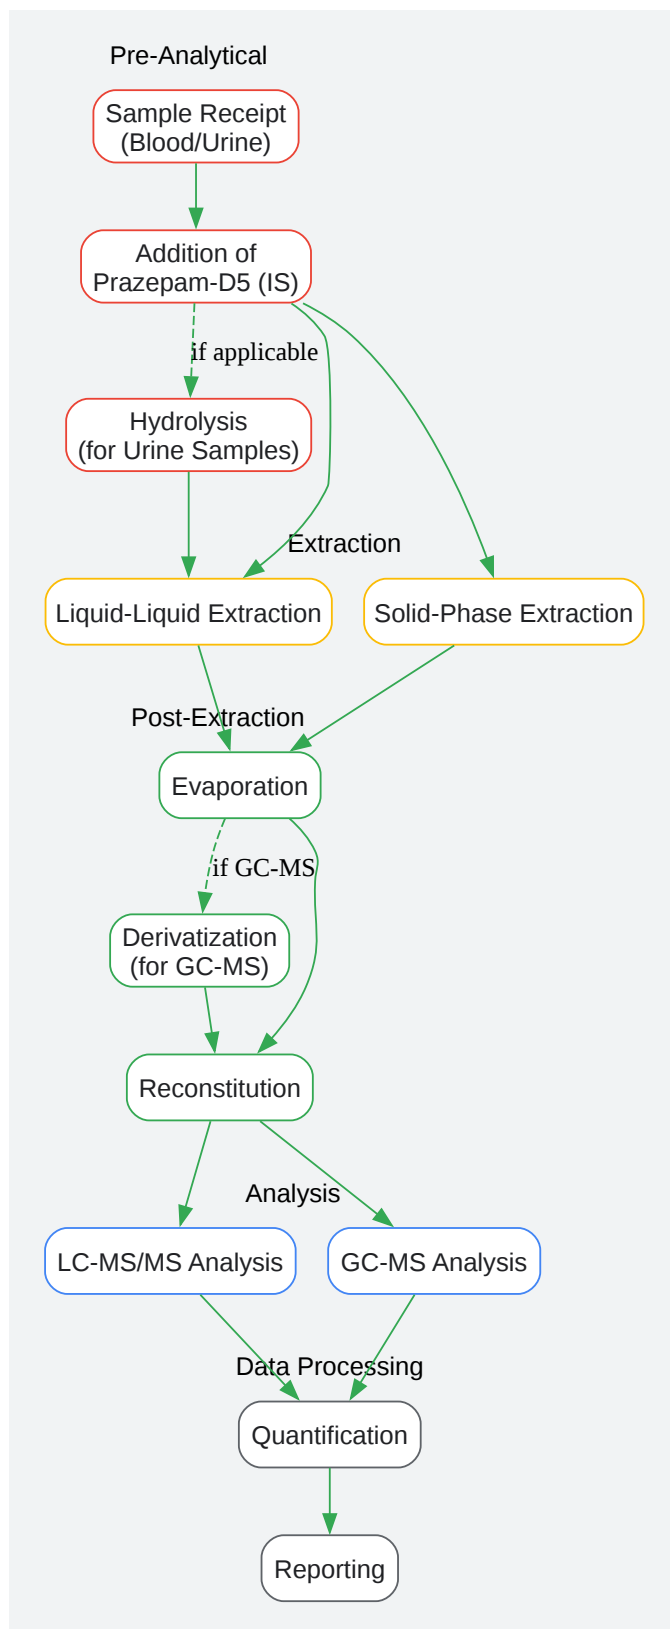 Pre-Analytical
Sample Receipt
(Blood/Urine)
Addition of
Prazepam-D5 (IS)
if applicable
Hydrolysis
(for Urine Samples)
Extraction
Liquid-Liquid Extraction
Solid-Phase Extraction
Post-Extraction
Evaporation
if GC-MS
Derivatization
(for GC-MS)
Reconstitution
Analysis
LC-MS/MS Analysis
GC-MS Analysis
Data Processing
Quantification
Reporting